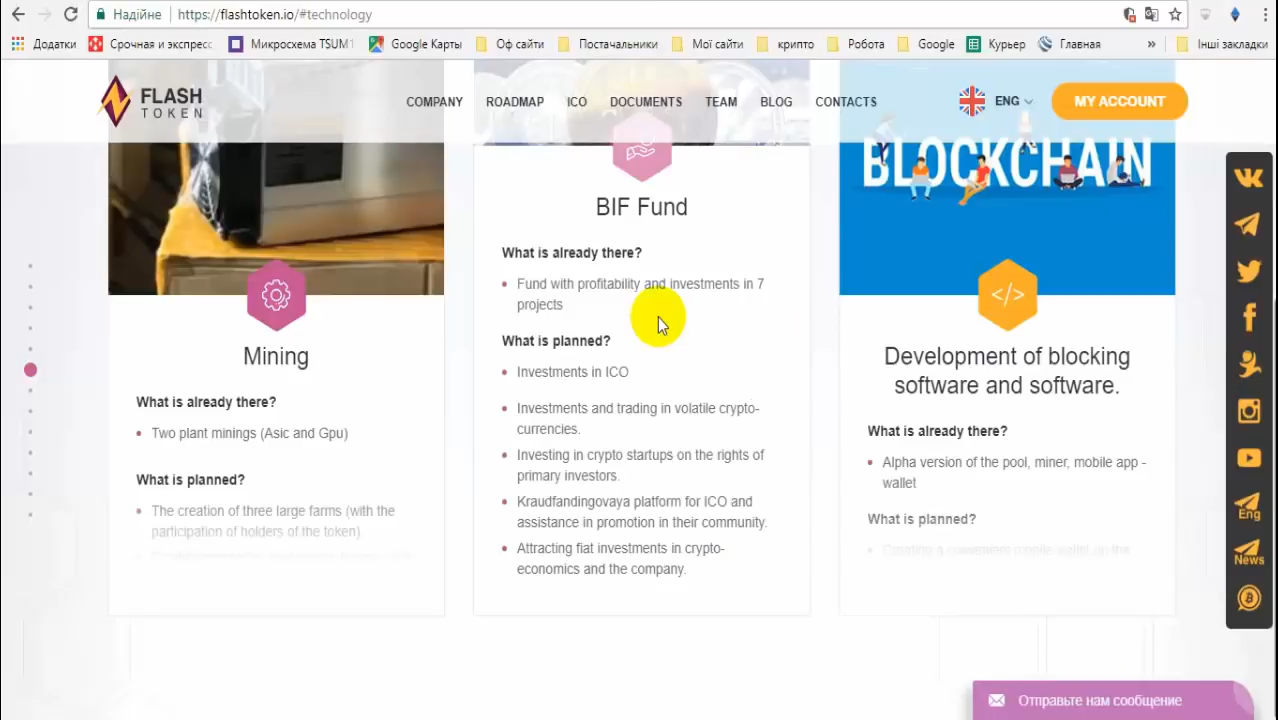 Надійне
https://flashtoken.io/#technology
Додатки
Срочная и экспресс
Микросхема TSUM1
Google Карты
Оф сайти
Постачальники
Мої сайти
крипто
Робота
Google
Курьер
Главная
»
Інші закладки
FLASH
TOKEN
COMPANY
ROADMAP
ICO
DOCUMENTS
TEAM
BLOG
CONTACTS
ENG
MY ACCOUNT
Mining
What is already there?
• Two plant minings (Asic and Gpu)
What is planned?
• The creation of three large farms (with the
participation of holders of the token)
BIF Fund
What is already there?
• Fund with profitability and investments in 7
projects
What is planned?
• Investments in ICO
• Investments and trading in volatile crypto-
currencies.
• Investing in crypto startups on the rights of
primary investors.
• Kraudfandingovaya platform for ICO and
assistance in promotion in their community.
• Attracting fiat investments in crypto-
economics and the company.
BLOCKCHAIN
</>
Development of blocking
software and software.
What is already there?
• Alpha version of the pool, miner, mobile app -
wallet
What is planned?
• Creating a convenient mobile wallet on the
Eng
News
Отправьте нам сообщение